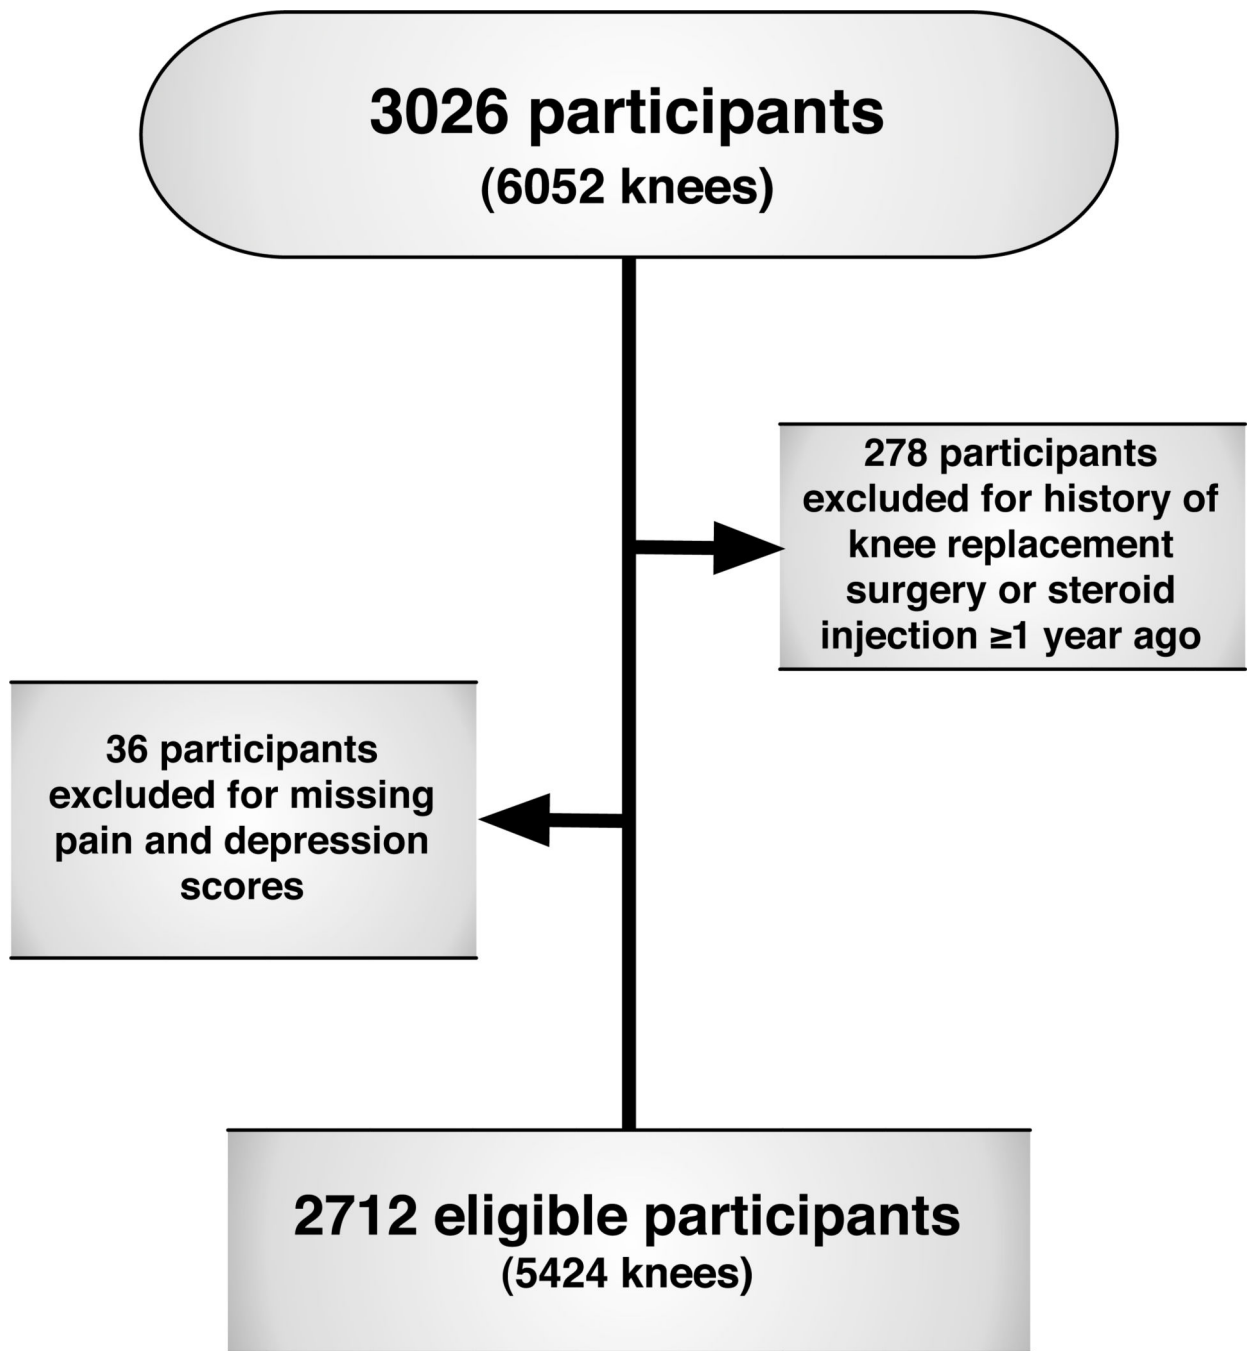 3026 participants
(6052 knees)
278 participants
excluded for history of
knee replacement
surgery or steroid
injection ≥1 year ago
36 participants
excluded for missing
pain and depression
scores
2712 eligible participants
(5424 knees)